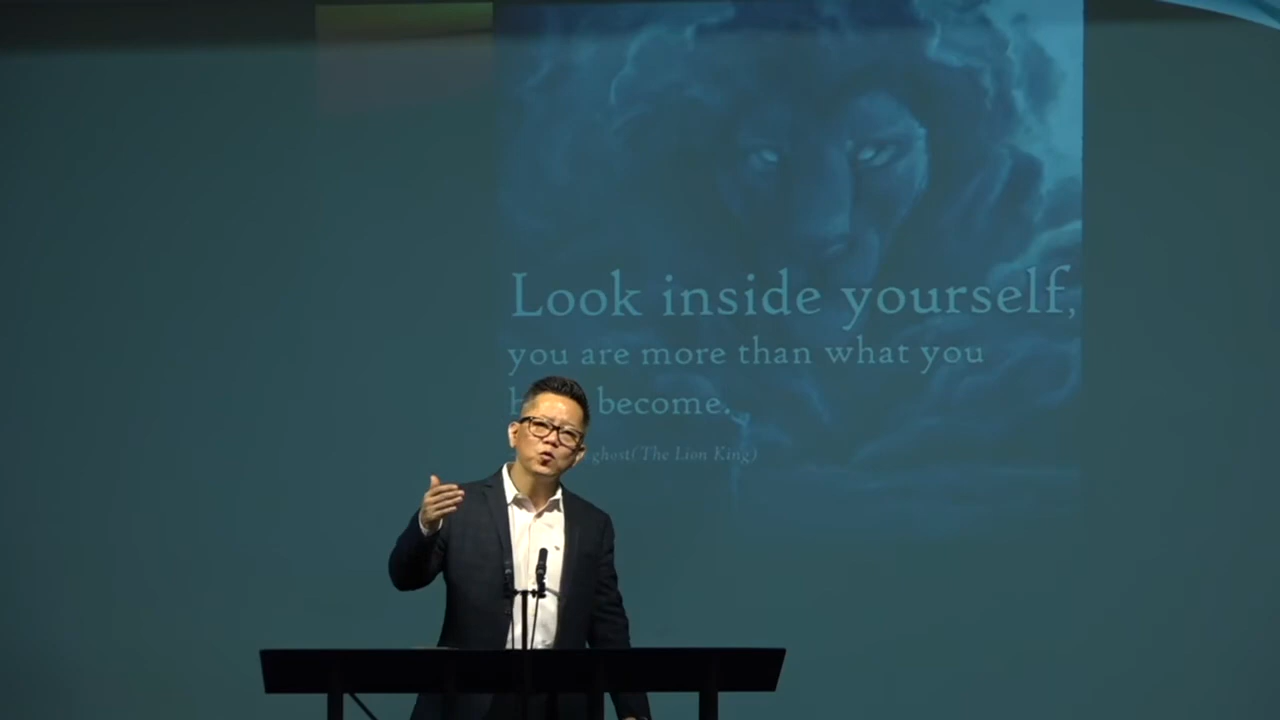 Look inside yourself,
you are more than what you
become.
ghost(The Lion King)